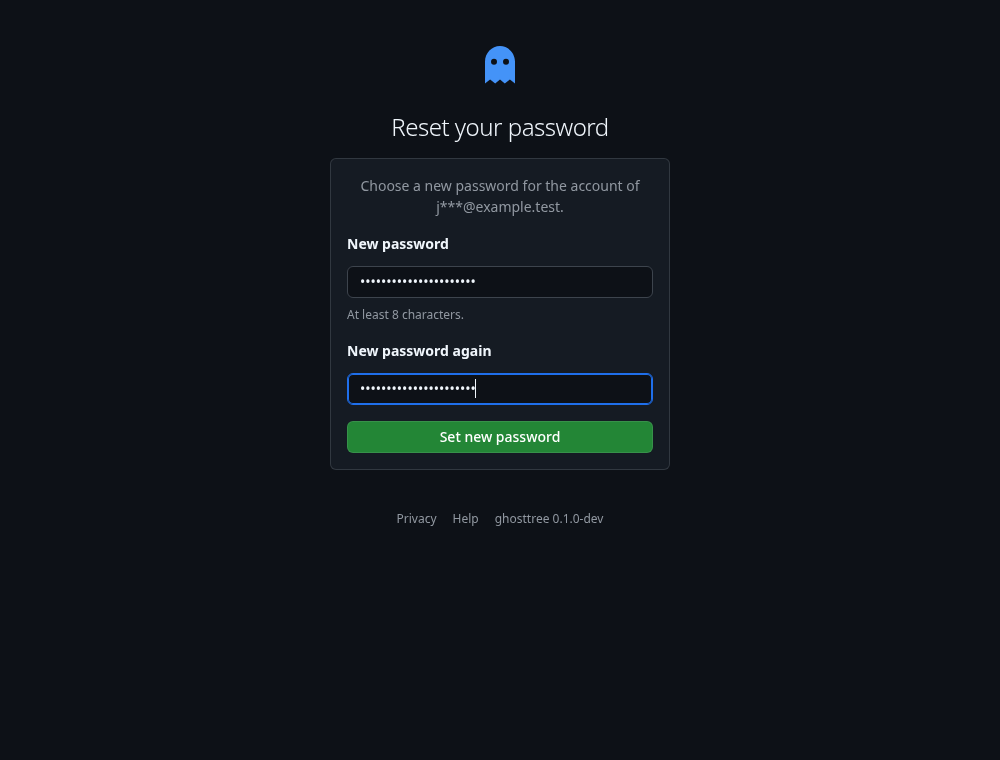 Reset your password
Choose a new password for the account of
j***@example.test.
New password
••••••••••••••••••••••
At least 8 characters.
New password again
••••••••••••••••••••••
Set new password
Privacy Help ghosttree 0.1.0-dev